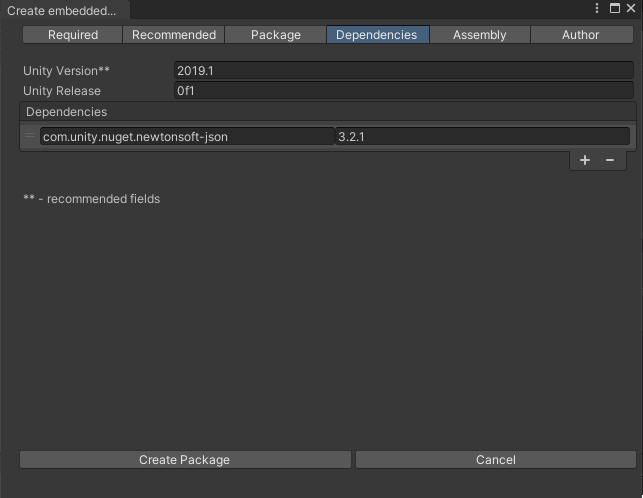 Create embedded...
Required Recommended Package Dependencies Assembly Author
Unity Version** 2019.1
Unity Release 0f1
Dependencies
com.unity.nuget.newtonsoft-json 3.2.1
** - recommended fields
Create Package Cancel